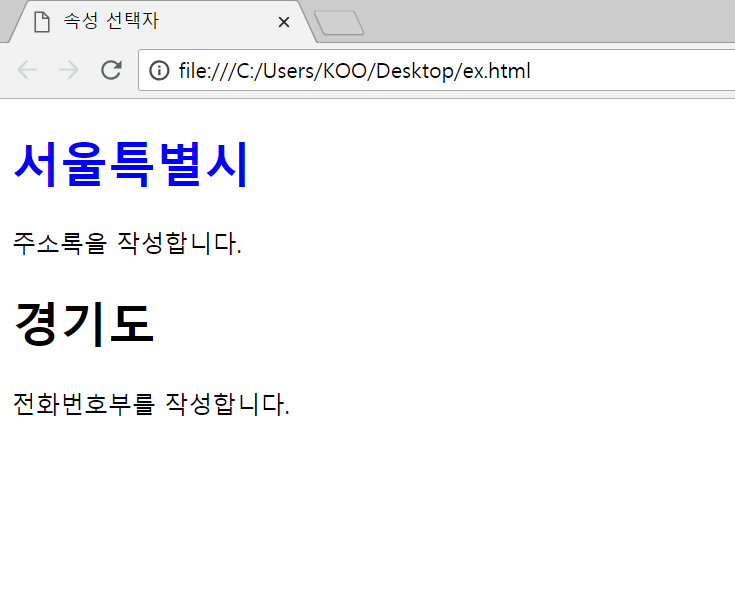 속성 선택자
file:///C:/Users/KOO/Desktop/ex.html
서울특별시
주소록을 작성합니다.
경기도
전화번호부를 작성합니다.